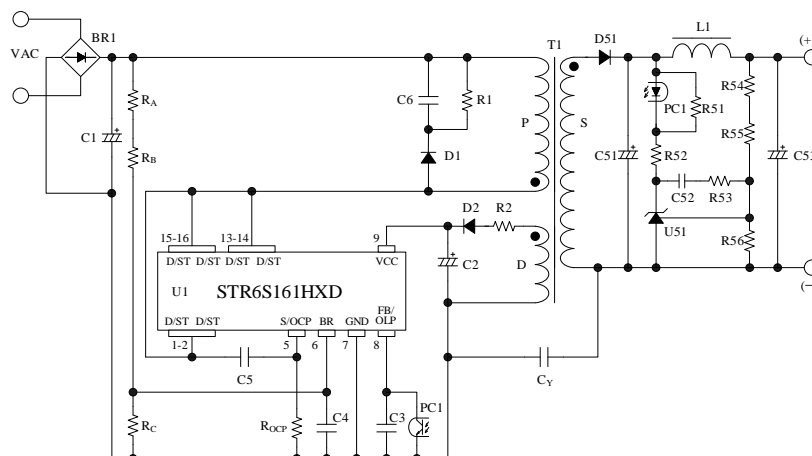 BR1
VAC
C1
RA
RB
C6
R1
D1
P
T1
S
D51
L1
(+
PC1
R51
R54
R55
C51
R52
C52
R53
C53
U51
R56
(−
D2
R2
C2
D
15-16
13-14
9
D/ST
D/ST
D/ST
D/ST
VCC
U1
STR6S161HXD
D/ST
D/ST
S/OCP
BR
GND
FB/
OLP
1-2
5
6
7
8
C5
CY
RC
ROCP
C4
C3
PC1